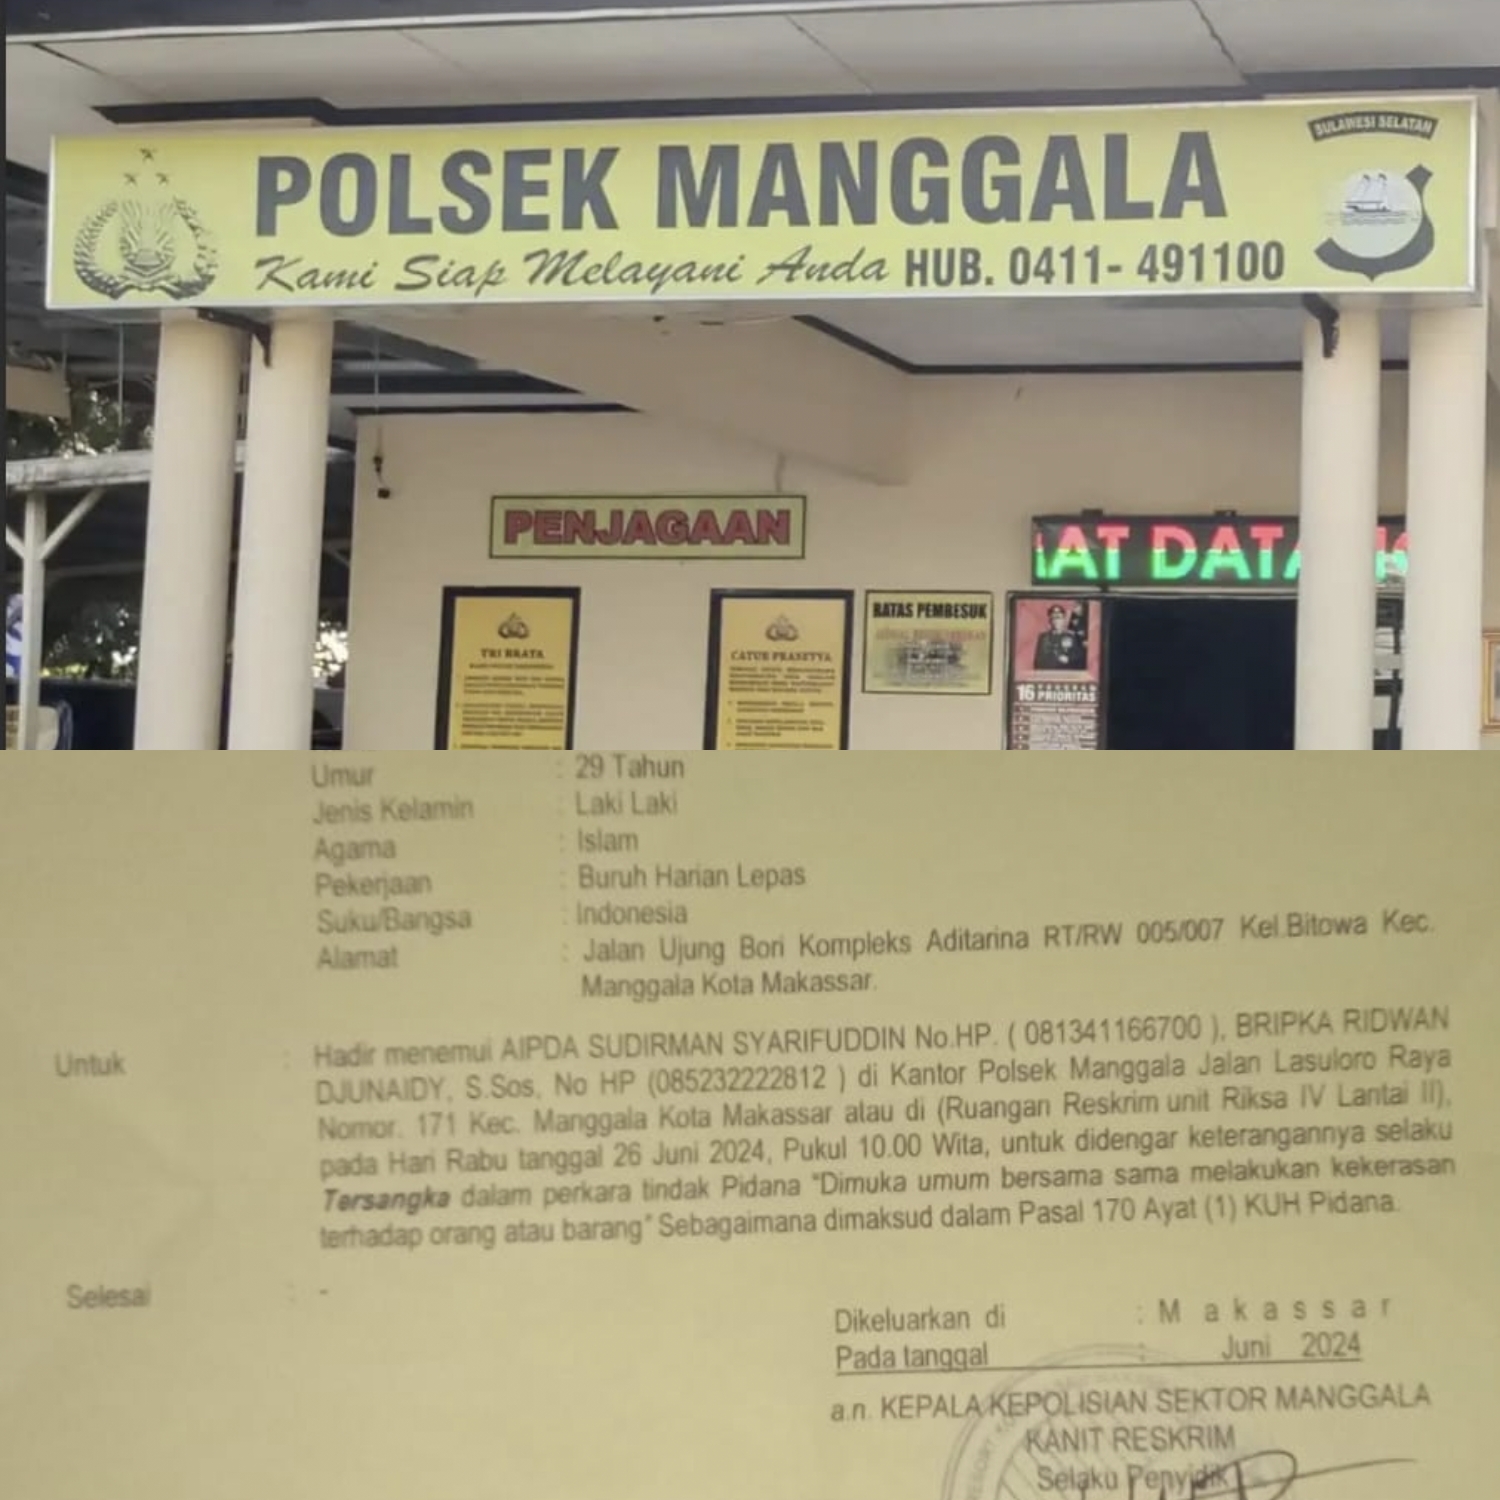 SULAWESI SELATAN
POLSEK MANGGALA
Kami Siap Melayani Anda HUB. 0411-491100
PENJAGAAN
AT DATA
TRI BRATA
CATUR PRASETYA
BATAS PEMBESUK
16 PROGRAM
PRIORITAS
Umur : 29 Tahun
Jenis Kelamin : Laki Laki
Agama : Islam
Pekerjaan : Buruh Harian Lepas
Suku/Bangsa : Indonesia
Alamat : Jalan Ujung Bori Kompleks Aditarina RT/RW 005/007 Kel.Bitowa Kec.
Manggala Kota Makassar.
Untuk : Hadir menemui AIPDA SUDIRMAN SYARIFUDDIN No.HP. ( 081341166700 ), BRIPKA RIDWAN
DJUNAIDY, S.Sos, No HP (085232222812 ) di Kantor Polsek Manggala Jalan Lasuloro Raya
Nomor. 171 Kec. Manggala Kota Makassar atau di (Ruangan Reskrim unit Riksa IV Lantai II),
pada Hari Rabu tanggal 26 Juni 2024, Pukul 10.00 Wita, untuk didengar keterangannya selaku
Tersangka dalam perkara tindak Pidana "Dimuka umum bersama sama melakukan kekerasan
terhadap orang atau barang" Sebagaimana dimaksud dalam Pasal 170 Ayat (1) KUH Pidana.
Selesai : -
Dikeluarkan di : M a k a s s a r
Pada tanggal : Juni 2024
a.n. KEPALA KEPOLISIAN SEKTOR MANGGALA
KANIT RESKRIM
Selaku Penyidik